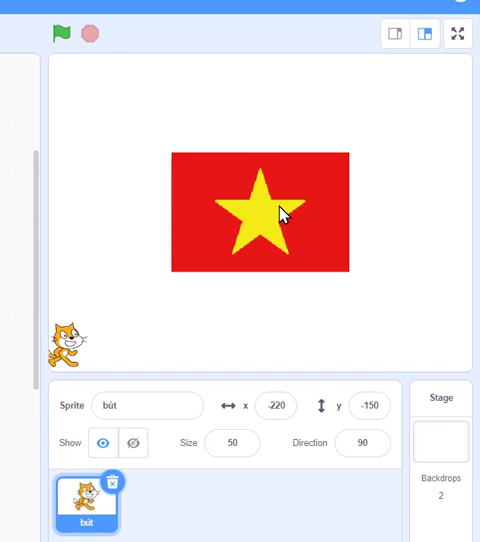 Sprite bút x -220 y -150
Show Size 50 Direction 90
bút
Stage
Backdrops
2